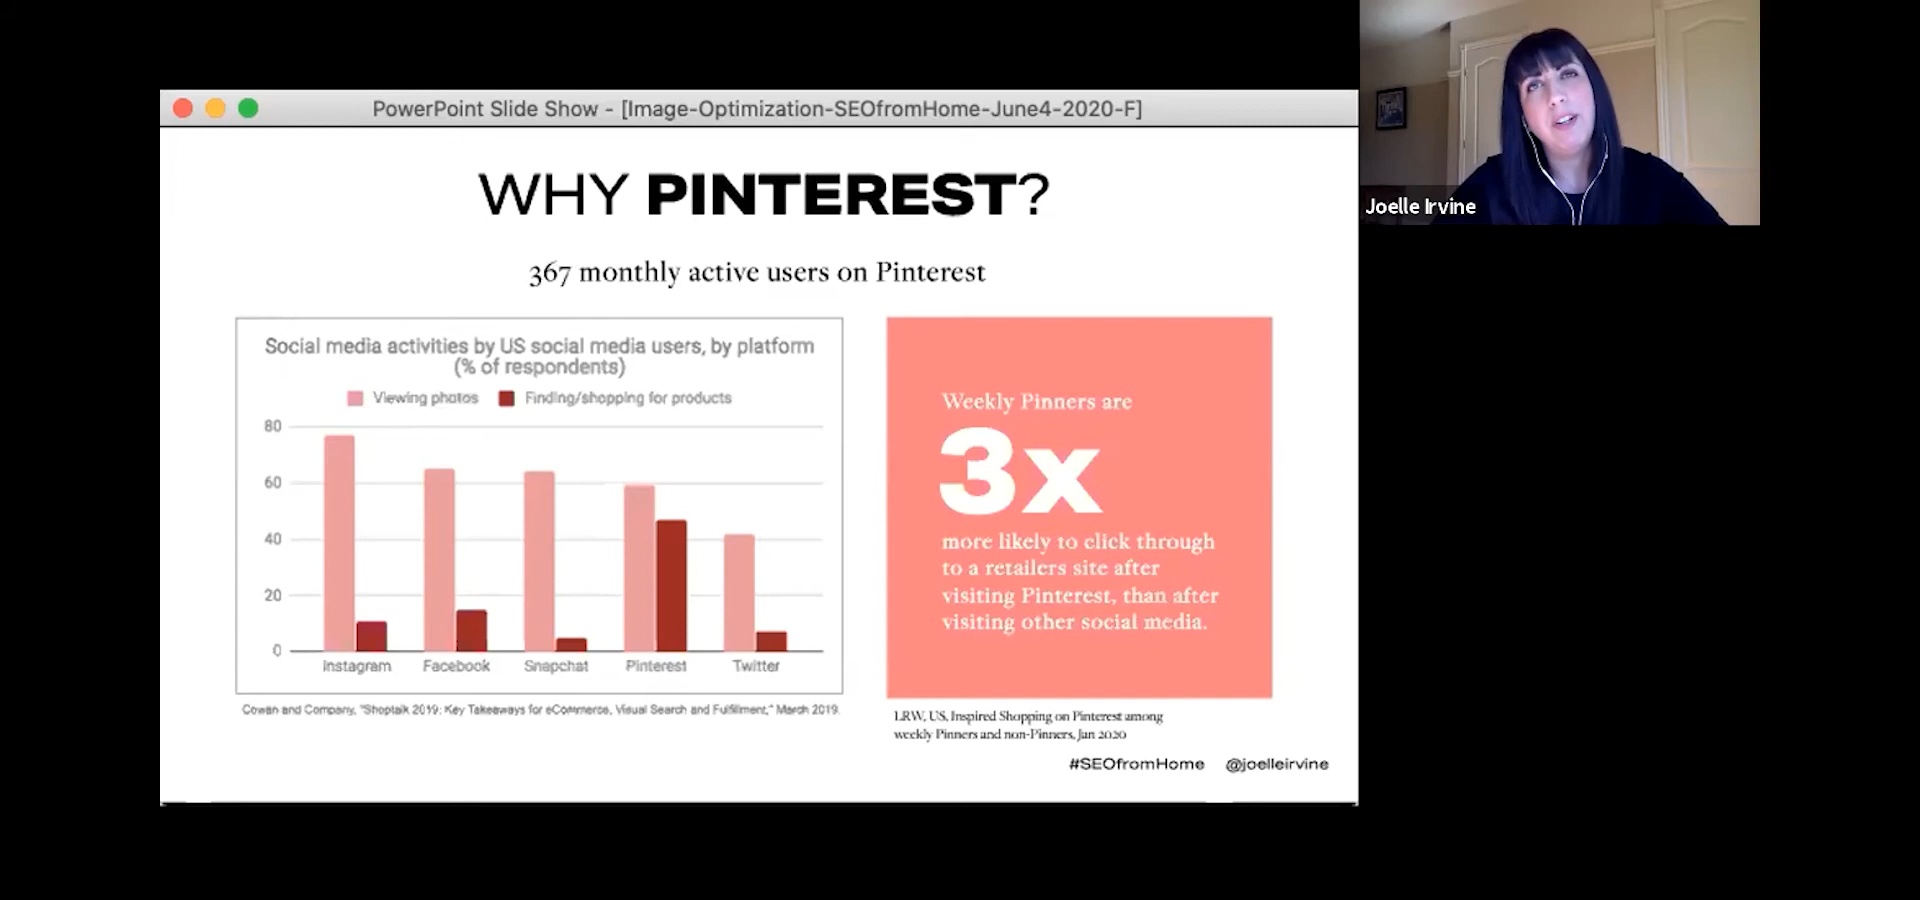 PowerPoint Slide Show - [Image-Optimization-SEOfromHome-June4-2020-F]
WHY PINTEREST?
367 monthly active users on Pinterest
Social media activities by US social media users, by platform
(% of respondents)
Viewing photos Finding/shopping for products
80
60
40
20
0
Instagram Facebook Snapchat Pinterest Twitter
Cowen and Company, "Shoptalk 2019: Key Takeaways for eCommerce, Visual Search and Fulfillment," March 2019.
Weekly Pinners are
3x
more likely to click through
to a retailers site after
visiting Pinterest, than after
visiting other social media.
LRW, US, Inspired Shopping on Pinterest among
weekly Pinners and non-Pinners, Jan 2020
#SEOfromHome @joelleirvine
Joelle Irvine